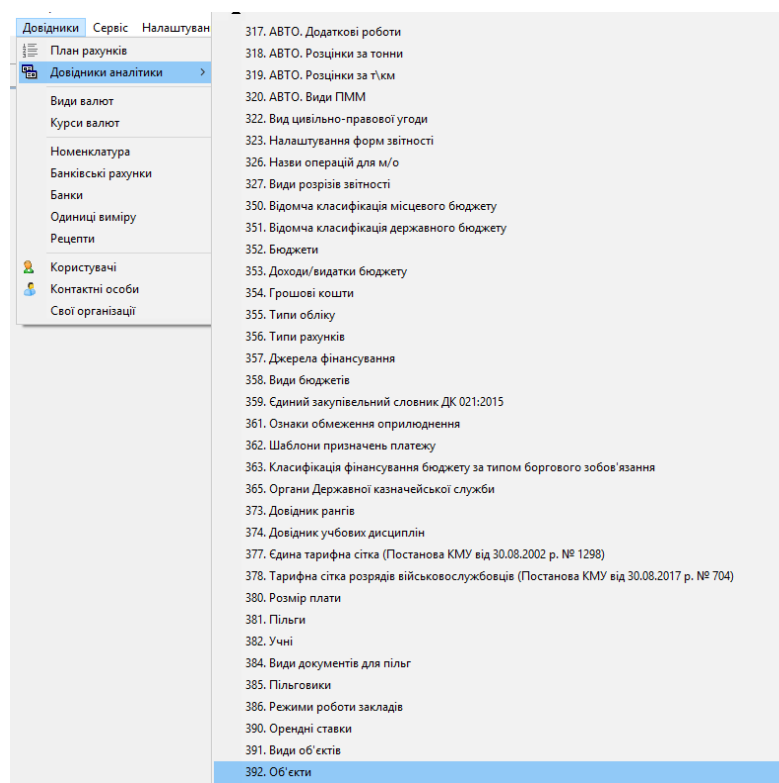 Довідники Сервіс Налаштуван
План рахунків
Довідники аналітики
Види валют
Курси валют
Номенклатура
Банківські рахунки
Банки
Одиниці виміру
Рецепти
Користувачі
Контактні особи
Свої організації
317. АВТО. Додаткові роботи
318. АВТО. Розцінки за тонни
319. АВТО. Розцінки за т\км
320. АВТО. Види ПММ
322. Вид цивільно-правової угоди
323. Налаштування форм звітності
326. Назви операцій для м/о
327. Види розрізів звітності
350. Відомча класифікація місцевого бюджету
351. Відомча класифікація державного бюджету
352. Бюджети
353. Доходи/видатки бюджету
354. Грошові кошти
355. Типи обліку
356. Типи рахунків
357. Джерела фінансування
358. Види бюджетів
359. Єдиний закупівельний словник ДК 021:2015
361. Ознаки обмеження оприлюднення
362. Шаблони призначень платежу
363. Класифікація фінансування бюджету за типом боргового зобов'язання
365. Органи Державної казначейської служби
373. Довідник рангів
374. Довідник учбових дисциплін
377. Єдина тарифна сітка (Постанова КМУ від 30.08.2002 р. № 1298)
378. Тарифна сітка розрядів військовослужбовців (Постанова КМУ від 30.08.2017 р. № 704)
380. Розмір плати
381. Пільги
382. Учні
384. Види документів для пільг
385. Пільговики
386. Режими роботи закладів
390. Орендні ставки
391. Види об'єктів
392. Об'єкти